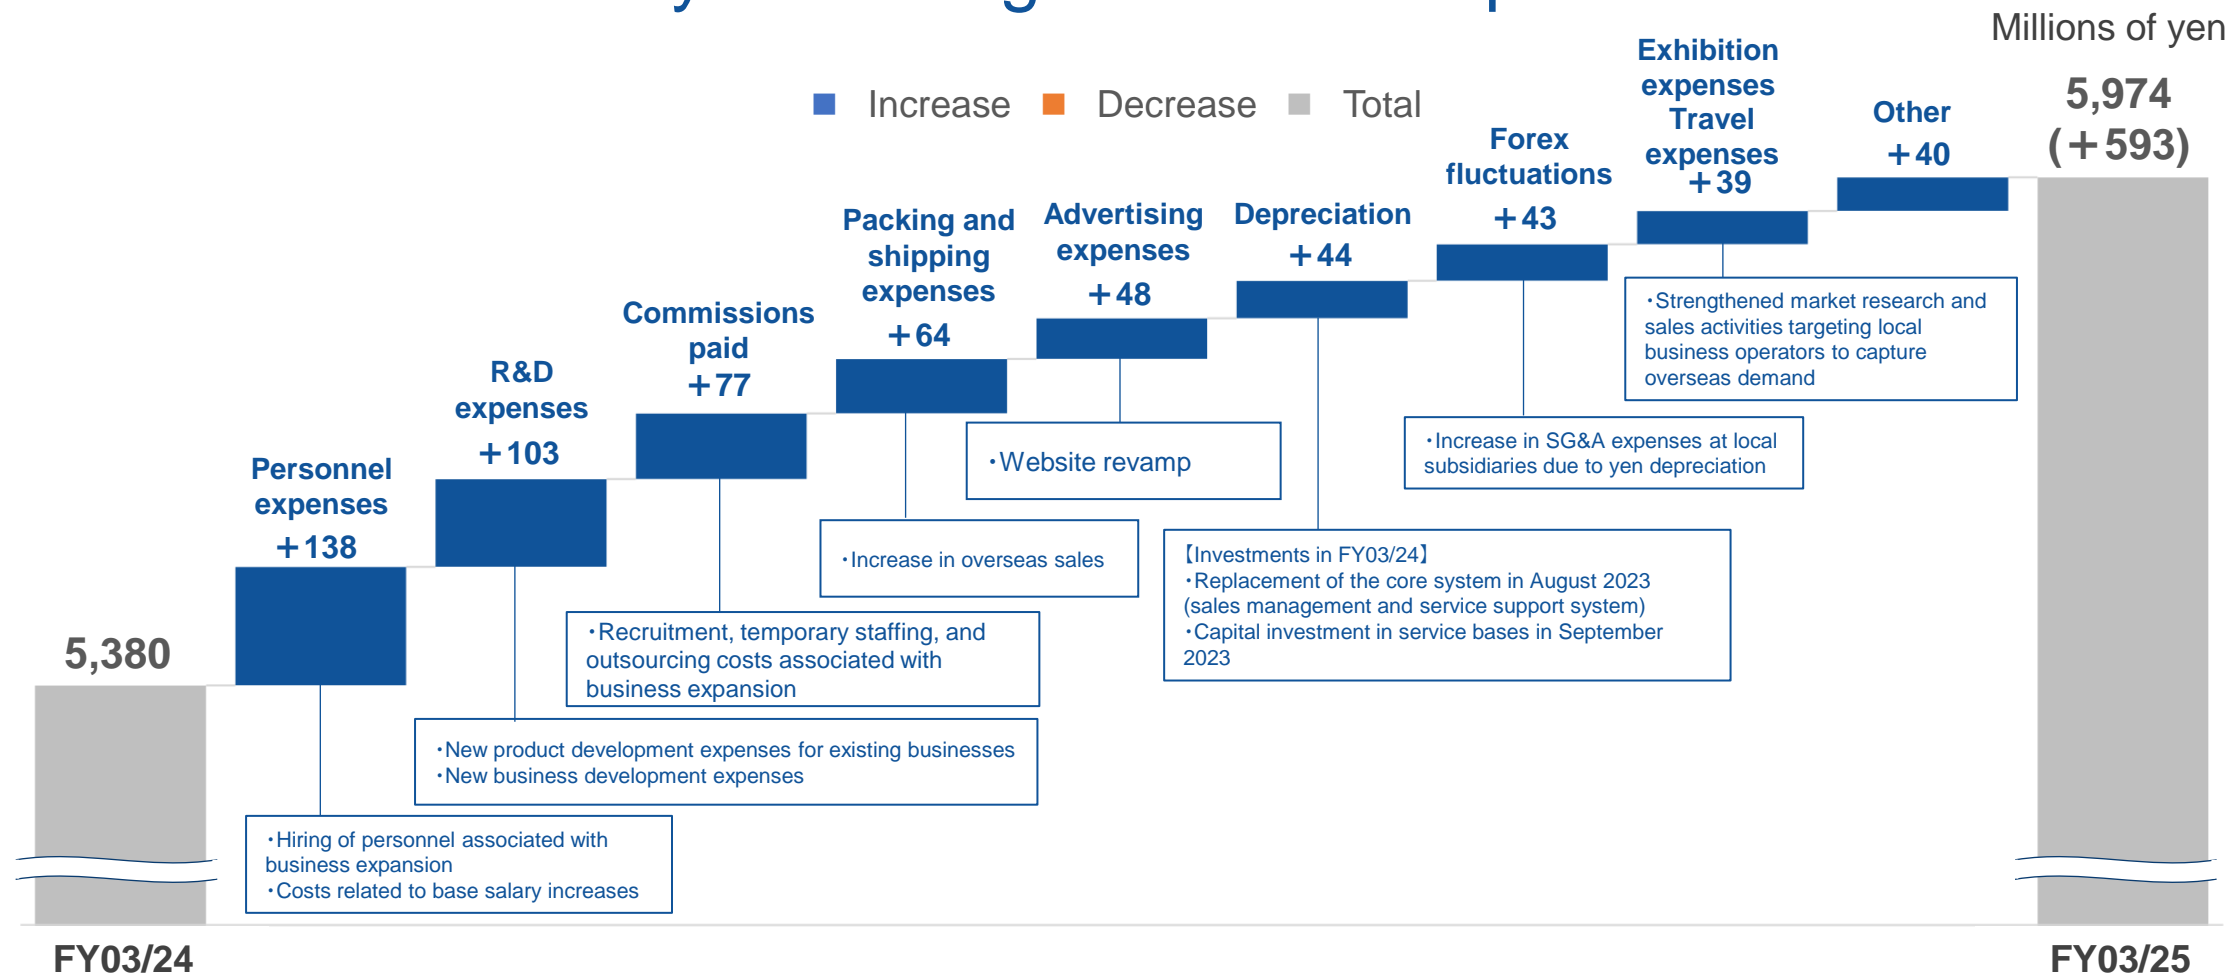 Millions of yen
Increase
Decrease
Total
5,380
Personnel
expenses
+138
R&D
expenses
+103
Commissions
paid
+77
Packing and
shipping
expenses
+64
Advertising
expenses
+48
Depreciation
+44
Forex
fluctuations
+43
Exhibition
expenses
Travel
expenses
+39
Other
+40
5,974
(+593)
・Strengthened market research and
sales activities targeting local
business operators to capture
overseas demand
・Increase in SG&A expenses at local
subsidiaries due to yen depreciation
・Website revamp
・Increase in overseas sales
【Investments in FY03/24】
・Replacement of the core system in August 2023
(sales management and service support system)
・Capital investment in service bases in September
2023
・Recruitment, temporary staffing, and
outsourcing costs associated with
business expansion
・New product development expenses for existing businesses
・New business development expenses
・Hiring of personnel associated with
business expansion
・Costs related to base salary increases
FY03/24
FY03/25